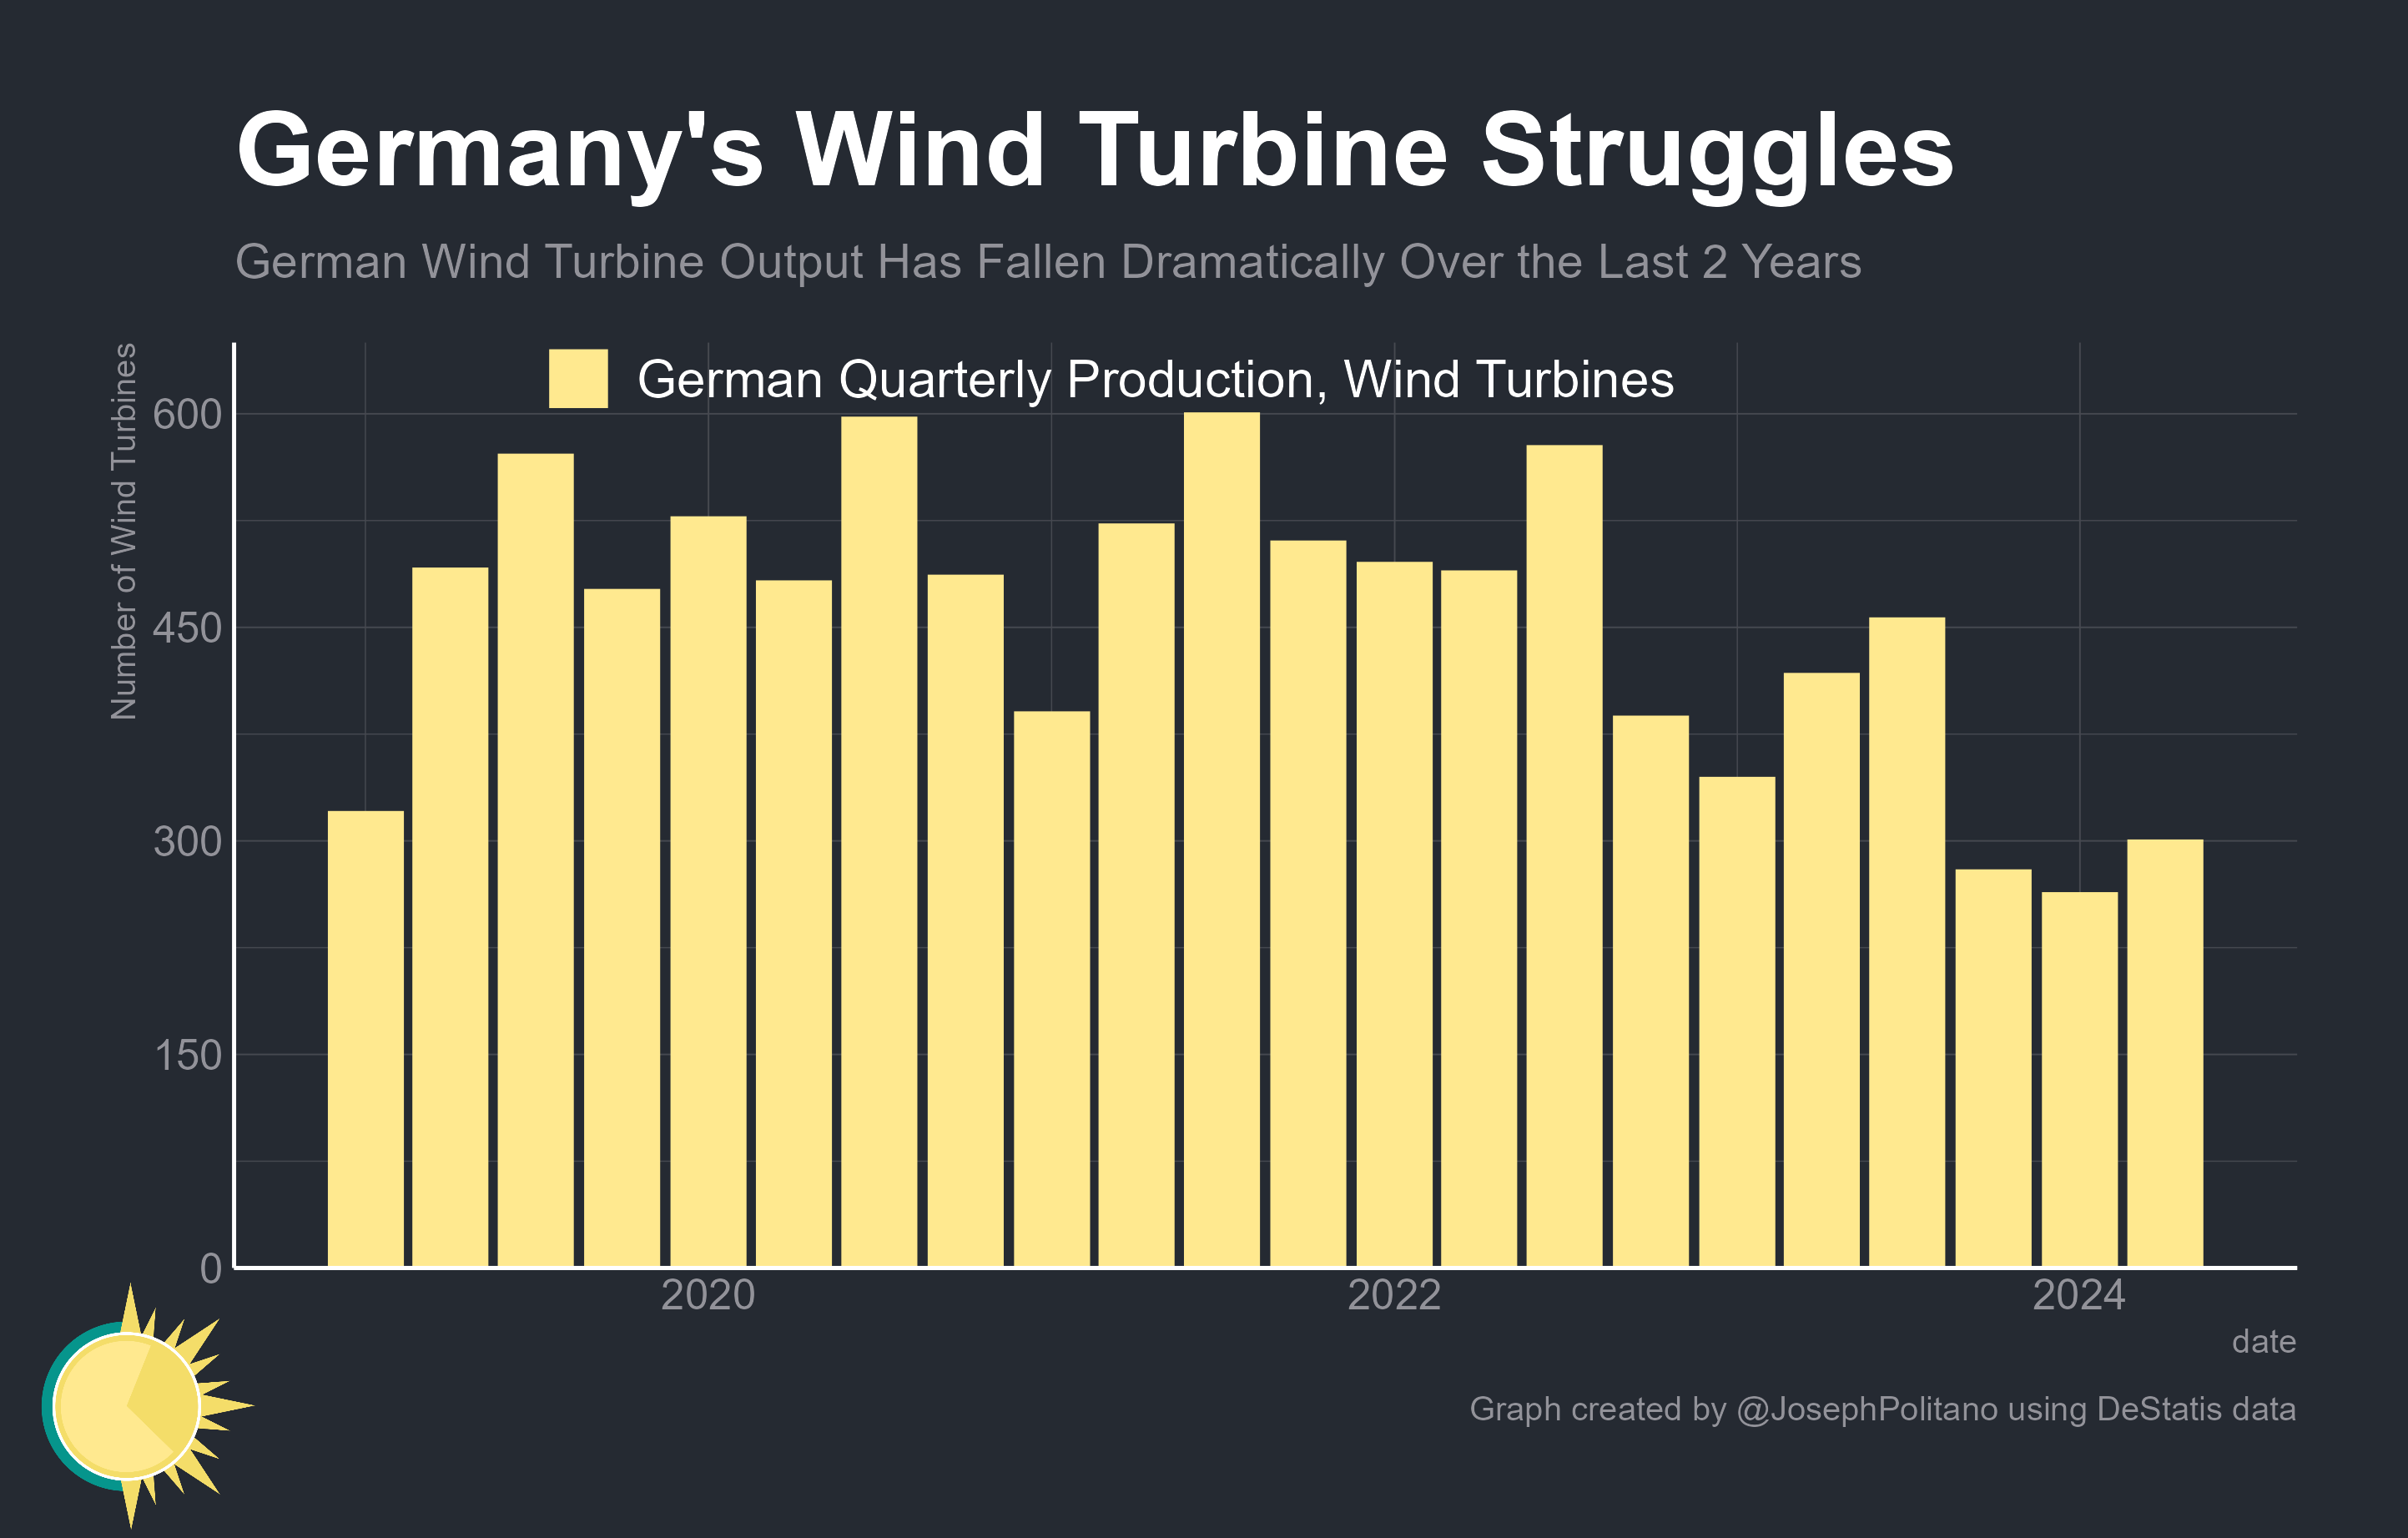 Germany's Wind Turbine Struggles
German Wind Turbine Output Has Fallen Dramatically Over the Last 2 Years
Number of Wind Turbines
German Quarterly Production, Wind Turbines
600
450
300
150
0
2020
2022
2024
date
Graph created by @JosephPolitano using DeStatis data